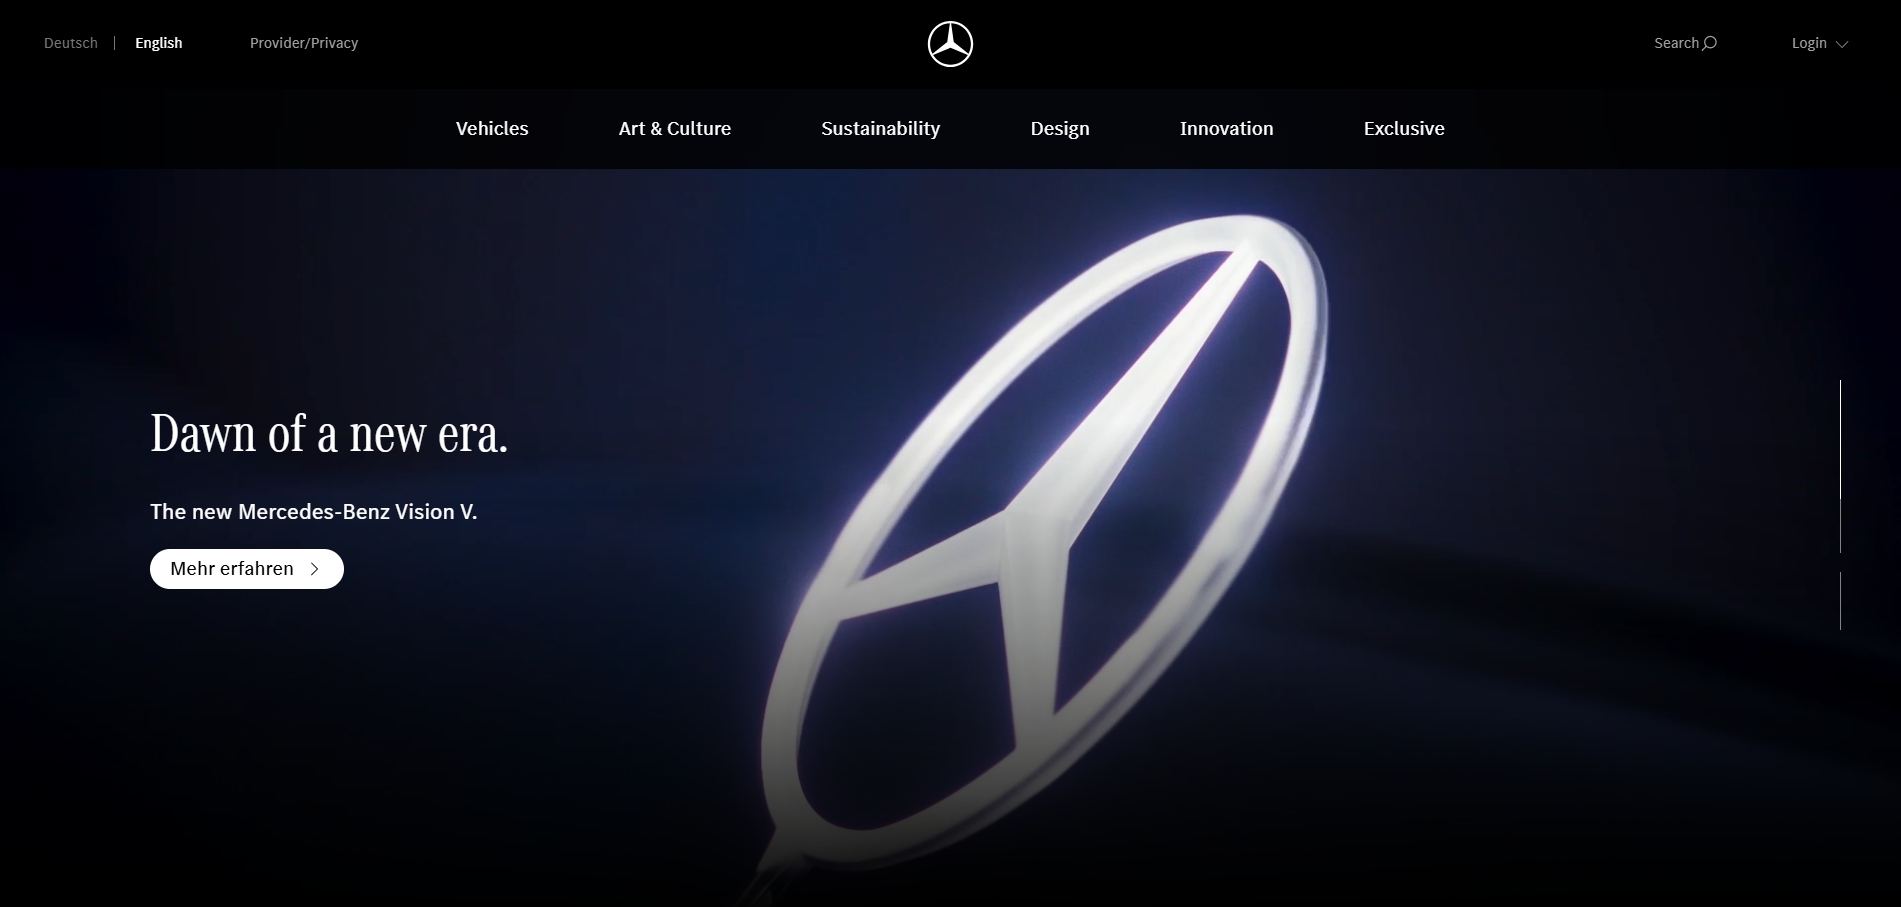 Deutsch | English Provider/Privacy Search Login
Vehicles Art & Culture Sustainability Design Innovation Exclusive
Dawn of a new era.
The new Mercedes-Benz Vision V.
Mehr erfahren